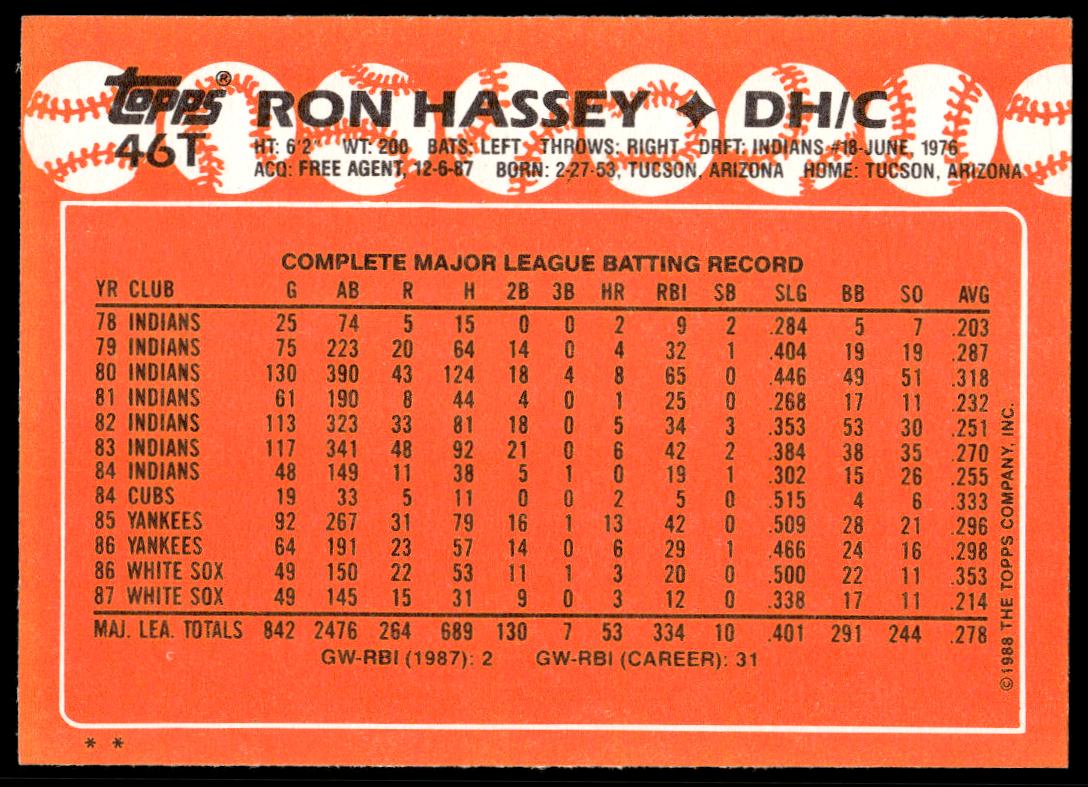 topps®
46T
RON HASSEY ✦ DH/C
HT: 6'2" WT: 200 BATS: LEFT THROWS: RIGHT DRFT: INDIANS #18-JUNE, 1976
ACQ: FREE AGENT, 12-6-87 BORN: 2-27-53, TUCSON, ARIZONA HOME: TUCSON, ARIZONA
COMPLETE MAJOR LEAGUE BATTING RECORD
YR CLUB G AB R H 2B 3B HR RBI SB SLG BB SO AVG
78 INDIANS 25 74 5 15 0 0 2 9 2 .284 5 7 .203
79 INDIANS 75 223 20 64 14 0 4 32 1 .404 19 19 .287
80 INDIANS 130 390 43 124 18 4 8 65 0 .446 49 51 .318
81 INDIANS 61 190 8 44 4 0 1 25 0 .268 17 11 .232
82 INDIANS 113 323 33 81 18 0 5 34 3 .353 53 30 .251
83 INDIANS 117 341 48 92 21 0 6 42 2 .384 38 35 .270
84 INDIANS 48 149 11 38 5 1 0 19 1 .302 15 26 .255
84 CUBS 19 33 5 11 0 0 2 5 0 .515 4 6 .333
85 YANKEES 92 267 31 79 16 1 13 42 0 .509 28 21 .296
86 YANKEES 64 191 23 57 14 0 6 29 1 .466 24 16 .298
86 WHITE SOX 49 150 22 53 11 1 3 20 0 .500 22 11 .353
87 WHITE SOX 49 145 15 31 9 0 3 12 0 .338 17 11 .214
MAJ. LEA. TOTALS 842 2476 264 689 130 7 53 334 10 .401 291 244 .278
GW-RBI (1987): 2 GW-RBI (CAREER): 31
©1988 THE TOPPS COMPANY, INC.
* *